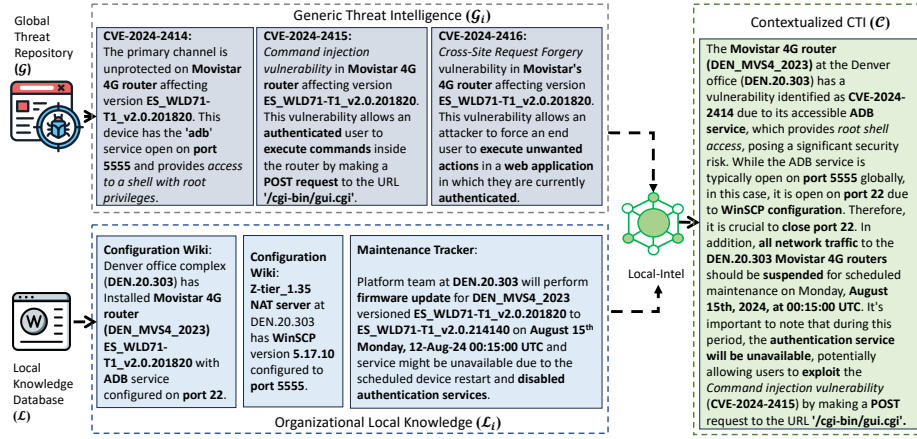 Global
Threat
Repository
(𝒢)
Generic Threat Intelligence (𝒢ᵢ)
CVE-2024-2414:
The primary channel is
unprotected on Movistar
4G router affecting
version ES_WLD71-
T1_v2.0.201820. This
device has the 'adb'
service open on port
5555 and provides access
to a shell with root
privileges.
CVE-2024-2415:
Command injection
vulnerability in Movistar 4G
router affecting version
ES_WLD71-T1_v2.0.201820.
This vulnerability allows an
authenticated user to
execute commands inside
the router by making a
POST request to the URL
'/cgi-bin/gui.cgi'.
CVE-2024-2416:
Cross-Site Request Forgery
vulnerability in Movistar's
4G router affecting version
ES_WLD71-T1_v2.0.201820.
This vulnerability allows an
attacker to force an end
user to execute unwanted
actions in a web application
in which they are currently
authenticated.
W
Local
Knowledge
Database
(ℒ)
Configuration Wiki:
Denver office complex
(DEN.20.303) has
Installed Movistar 4G
router
(DEN_MVS4_2023)
ES_WLD71-
T1_v2.0.201820 with
ADB service
configured on port 22.
Configuration
Wiki:
Z-tier_1.35
NAT server at
DEN.20.303
has WinSCP
version 5.17.10
configured to
port 5555.
Maintenance Tracker:
Platform team at DEN.20.303 will perform
firmware update for DEN_MVS4_2023
versioned ES_WLD71-T1_v2.0.201820 to
ES_WLD71-T1_v2.0.214140 on August 15th
Monday, 12-Aug-24 00:15:00 UTC and
service might be unavailable due to the
scheduled device restart and disabled
authentication services.
Organizational Local Knowledge (ℒᵢ)
Local-Intel
Contextualized CTI (𝒞)
The Movistar 4G router
(DEN_MVS4_2023) at the Denver
office (DEN.20.303) has a
vulnerability identified as CVE-2024-
2414 due to its accessible ADB
service, which provides root shell
access, posing a significant security
risk. While the ADB service is
typically open on port 5555 globally,
in this case, it is open on port 22 due
to WinSCP configuration. Therefore,
it is crucial to close port 22. In
addition, all network traffic to the
DEN.20.303 Movistar 4G routers
should be suspended for scheduled
maintenance on Monday, August
15th, 2024, at 00:15:00 UTC. It's
important to note that during this
period, the authentication service
will be unavailable, potentially
allowing users to exploit the
Command injection vulnerability
(CVE-2024-2415) by making a POST
request to the URL '/cgi-bin/gui.cgi'.